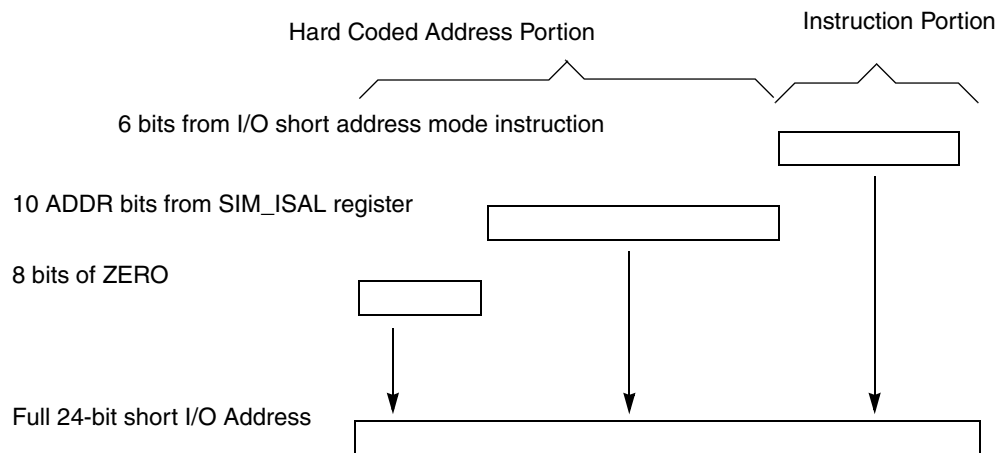 Instruction Portion
Hard Coded Address Portion
6 bits from I/O short address mode instruction
10 ADDR bits from SIM_ISAL register
8 bits of ZERO
Full 24-bit short I/O Address